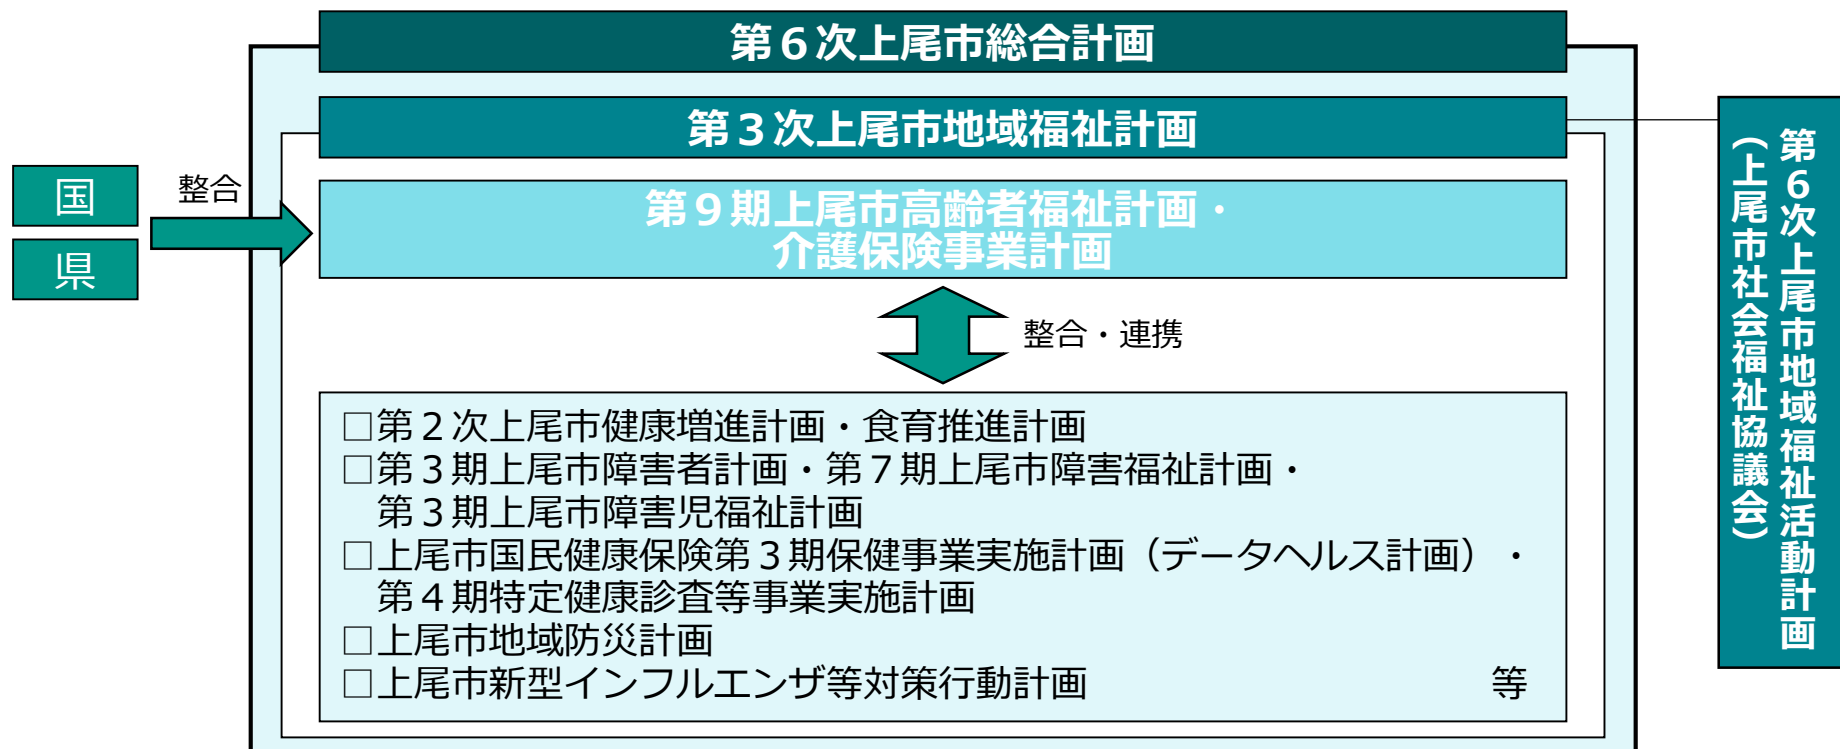 第６次上尾市総合計画
第３次上尾市地域福祉計画
国
県
整合
第９期上尾市高齢者福祉計画・
介護保険事業計画
整合・連携
□第２次上尾市健康増進計画・食育推進計画
□第３期上尾市障害者計画・第７期上尾市障害福祉計画・
第３期上尾市障害児福祉計画
□上尾市国民健康保険第３期保健事業実施計画（データヘルス計画）・
第４期特定健康診査等事業実施計画
□上尾市地域防災計画
□上尾市新型インフルエンザ等対策行動計画　等
第６次上尾市地域福祉活動計画
（上尾市社会福祉協議会）